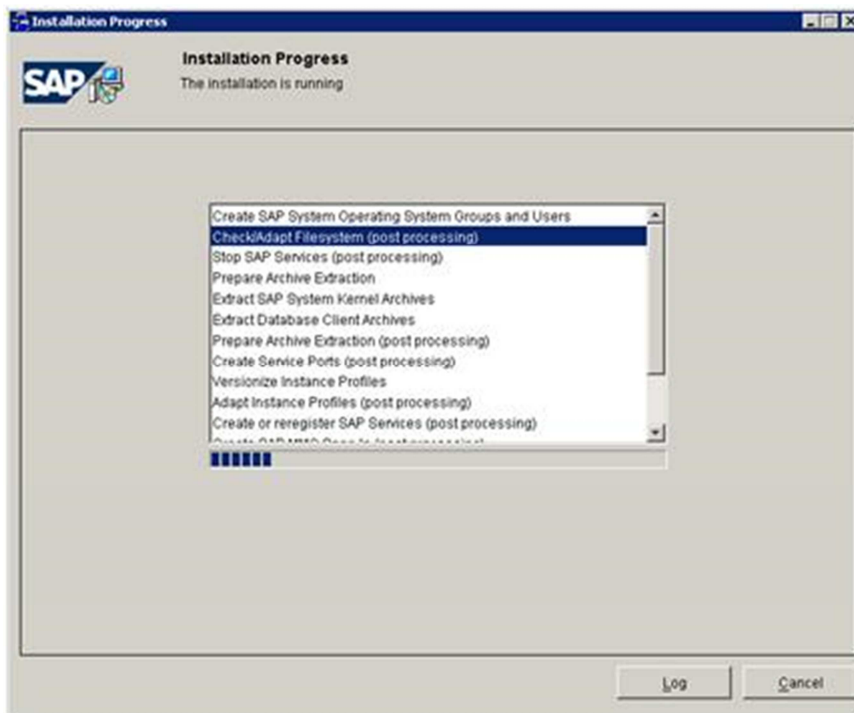 Installation Progress
Installation Progress
SAP
The installation is running
Create SAP System Operating System Groups and Users
Check/Adapt Filesystem (post processing)
Stop SAP Services (post processing)
Prepare Archive Extraction
Extract SAP System Kernel Archives
Extract Database Client Archives
Prepare Archive Extraction (post processing)
Create Service Ports (post processing)
Versionize Instance Profiles
Adapt Instance Profiles (post processing)
Create or reregister SAP Services (post processing)
Log Cancel